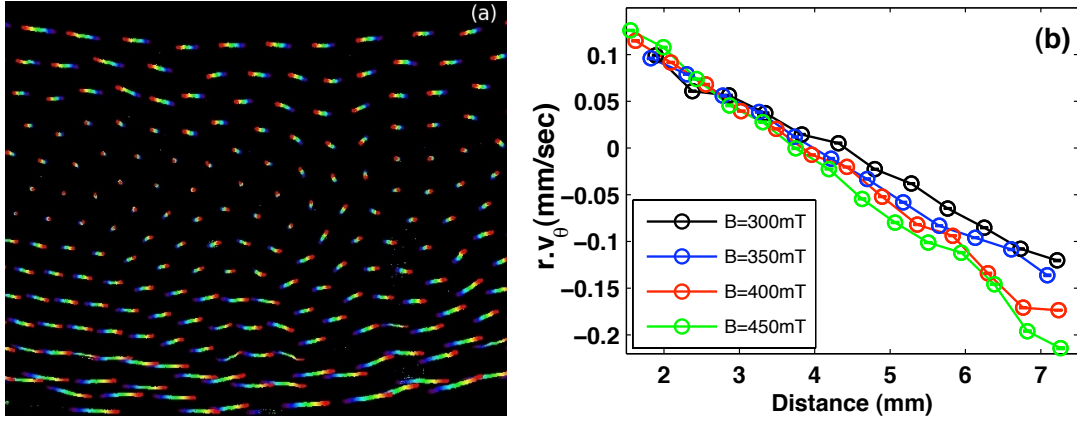 (a)
(b)
r.vθ(mm/sec)
0.1
0.05
0
−0.05
−0.1
−0.15
−0.2
B=300mT
B=350mT
B=400mT
B=450mT
2 3 4 5 6 7
Distance (mm)